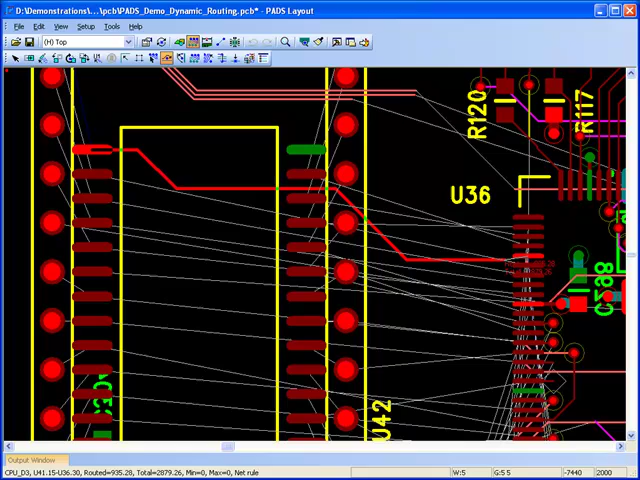 D:\Demonstrations\...\pcb\PADS_Demo_Dynamic_Routing.pcb* - PADS Layout
File Edit View Setup Tools Help
(H) Top
R120
R117
U36
U42
Output Window
CPU_D3, U41.15-U36.30, Routed=935.28, Total=2879.26, Min=0, Max=0, Net rule
W:5
G:5 5
-7440
2000